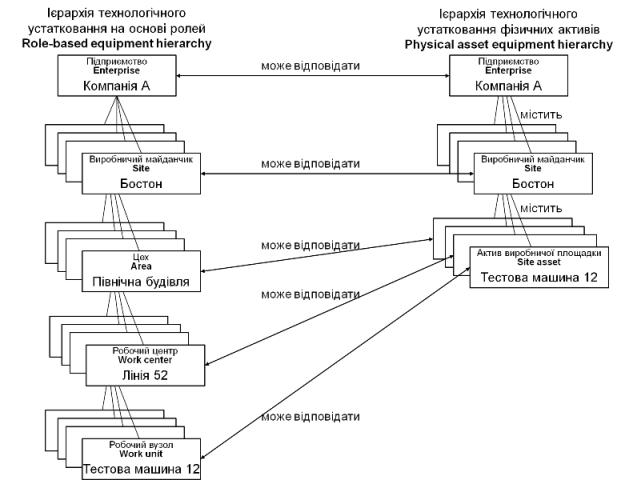 Ієрархія технологічного
устатковання на основі ролей
Role-based equipment hierarchy
Ієрархія технологічного
устатковання фізичних активів
Physical asset equipment hierarchy
Підприємство
Enterprise
Компанія А
може відповідати
Підприємство
Enterprise
Компанія А
містить
Виробничий майданчик
Site
Бостон
може відповідати
Виробничий майданчик
Site
Бостон
містить
Цех
Area
Північна будівля
може відповідати
Актив виробничої площадки
Site asset
Тестова машина 12
може відповідати
Робочий центр
Work center
Лінія 52
може відповідати
Робочий вузол
Work unit
Тестова машина 12